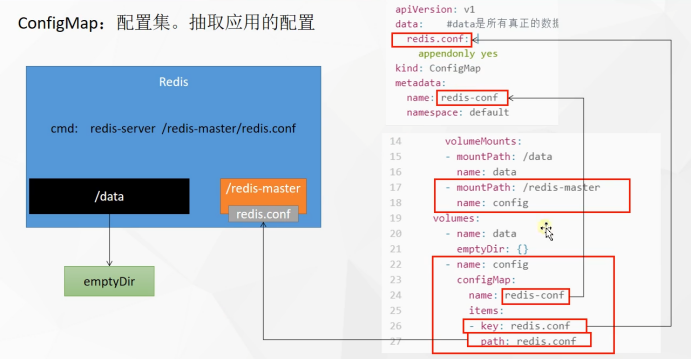 ConfigMap：配置集。抽取应用的配置
Redis
cmd: redis-server /redis-master/redis.conf
/data
/redis-master
redis.conf
emptyDir
apiVersion: v1
data: #data是所有真正的数据
redis.conf:
appendonly yes
kind: ConfigMap
metadata:
name: redis-conf
namespace: default
14 volumeMounts:
15 - mountPath: /data
16 name: data
17 - mountPath: /redis-master
18 name: config
19 volumes:
20 - name: data
21 emptyDir: {}
22 - name: config
23 configMap:
24 name: redis-conf
25 items:
26 - key: redis.conf
27 path: redis.conf